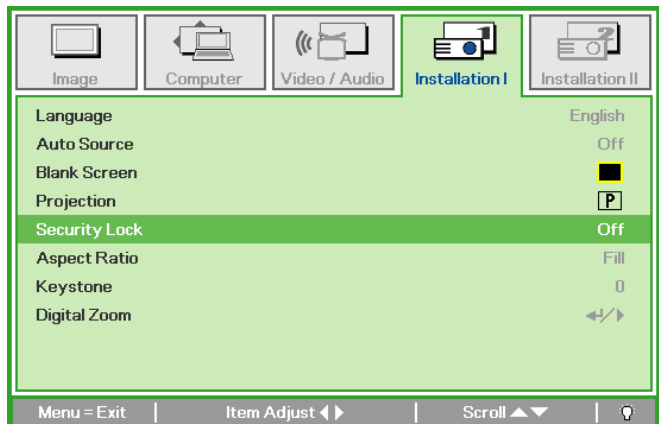 Image Computer Video / Audio Installation I Installation II
Language English
Auto Source Off
Blank Screen
Projection P
Security Lock Off
Aspect Ratio Fill
Keystone 0
Digital Zoom
Menu = Exit Item Adjust Scroll